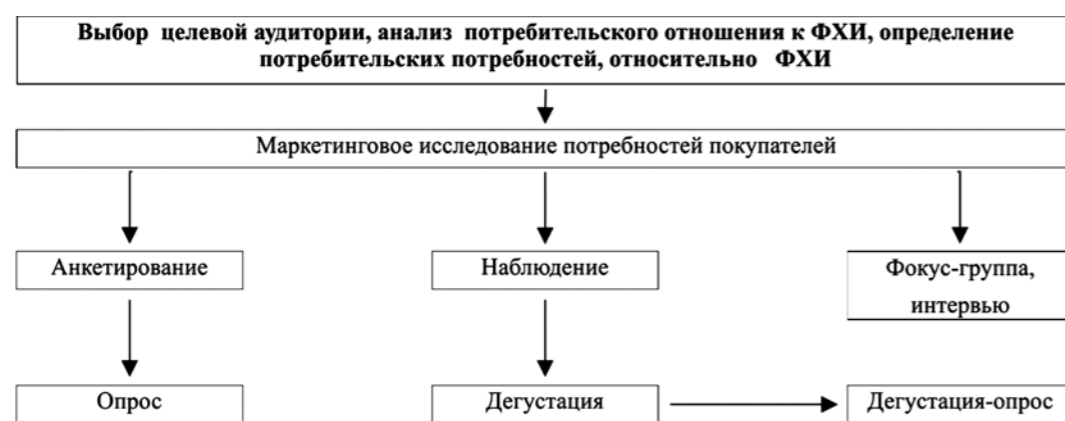 Выбор целевой аудитории, анализ потребительского отношения к ФХИ, определение
потребительских потребностей, относительно ФХИ
Маркетинговое исследование потребностей покупателей
Анкетирование
Наблюдение
Фокус-группа,
интервью
Опрос
Дегустация
Дегустация-опрос